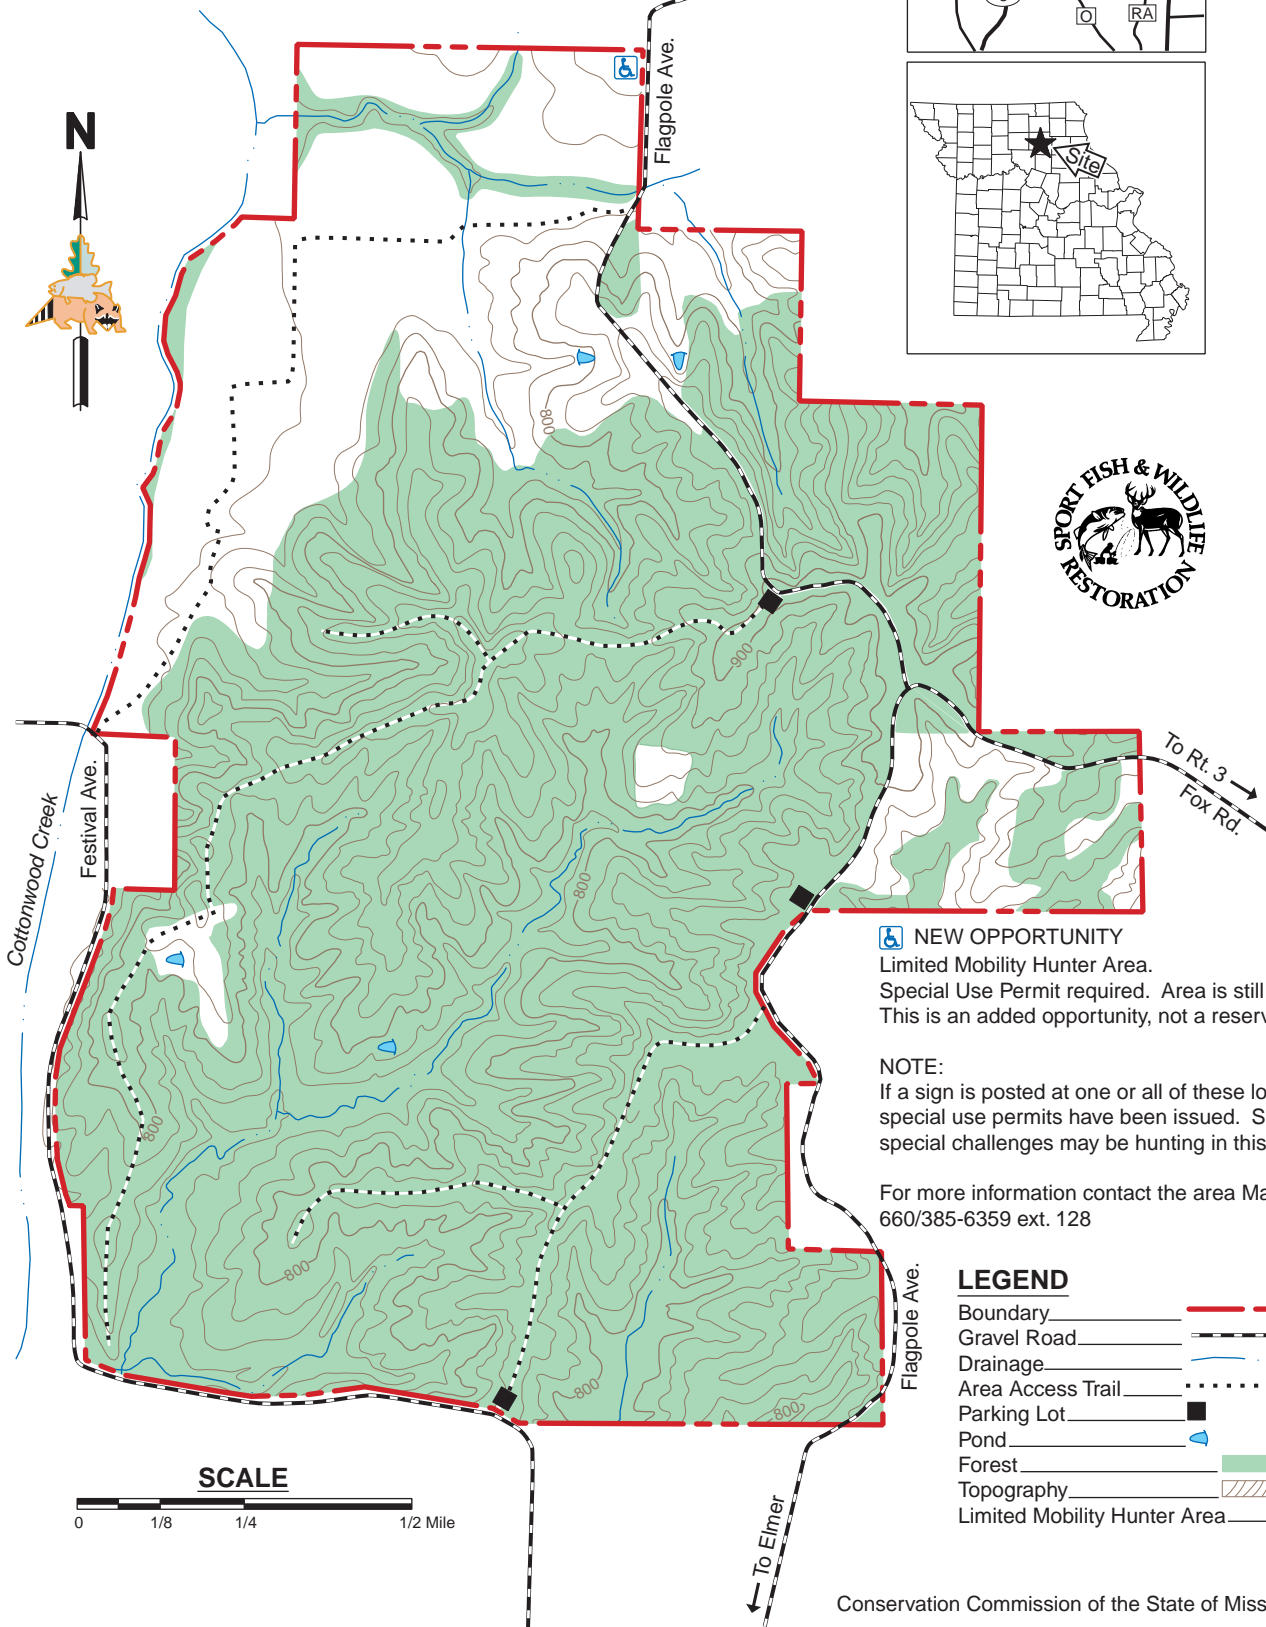 O
RA
N
Flagpole Ave.
Site
800
SPORT FISH & WILDLIFE
RESTORATION
900
To Rt. 3
Fox Rd.
Cottonwood Creek
Festival Ave.
800
NEW OPPORTUNITY
Limited Mobility Hunter Area.
Special Use Permit required. Area is still
This is an added opportunity, not a reserv
NOTE:
If a sign is posted at one or all of these lo
special use permits have been issued. S
special challenges may be hunting in this
For more information contact the area Ma
660/385-6359 ext. 128
800
800
800
800
Flagpole Ave.
LEGEND
Boundary
Gravel Road
Drainage
Area Access Trail
Parking Lot
Pond
Forest
Topography
Limited Mobility Hunter Area
SCALE
0 1/8 1/4 1/2 Mile
To Elmer
Conservation Commission of the State of Miss